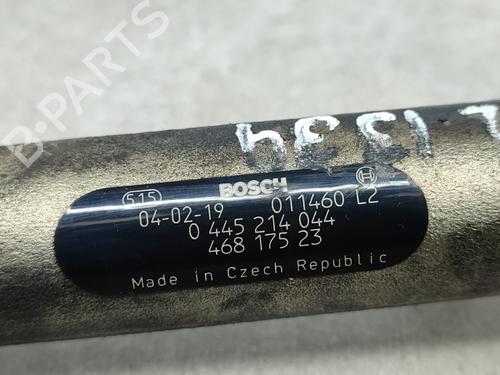 B-PARTS
L 1334
BOSCH
515
04-02-19 011460 L2
0 445 214 044
468 175 23
Made in Czech Republic